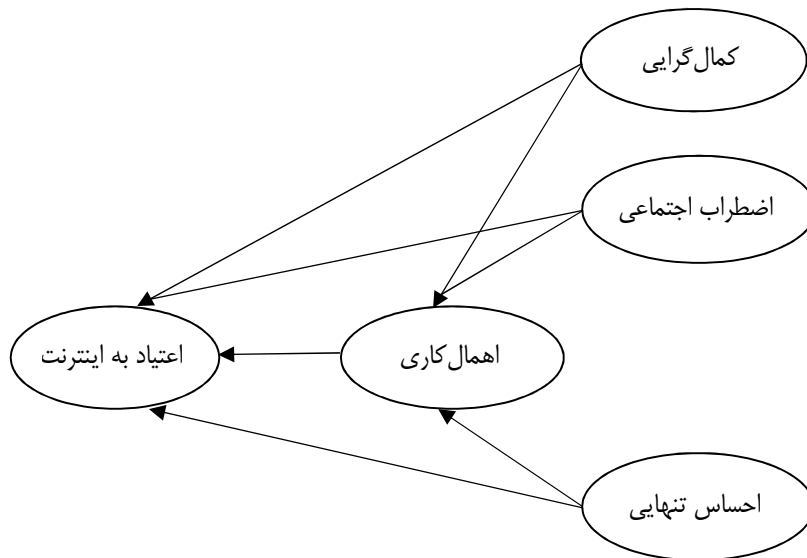 کمال‌گرایی
اضطراب اجتماعی
اهمال‌کاری
اعتیاد به اینترنت
احساس تنهایی